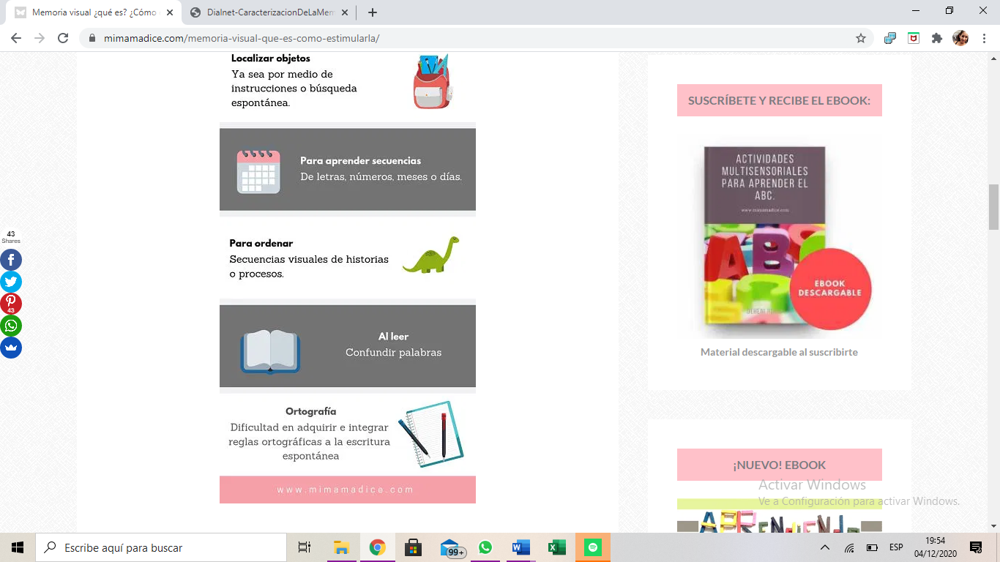 Memoria visual ¿qué es? ¿Cómo
Dialnet-CaracterizacionDeLaMem
mimamadice.com/memoria-visual-que-es-como-estimularla/
Localizar objetos
Ya sea por medio de
instrucciones o búsqueda
espontánea.
Para aprender secuencias
De letras, números, meses o días.
Para ordenar
Secuencias visuales de historias
o procesos.
Al leer
Confundir palabras
Ortografía
Dificultad en adquirir e integrar
reglas ortográficas a la escritura
espontánea
www.mimamadice.com
43
Shares
43
SUSCRÍBETE Y RECIBE EL EBOOK:
ACTIVIDADES
MULTISENSORIALES
PARA APRENDER EL
ABC.
www.mimamadice.com
ABC
EBOOK
DESCARGABLE
Material descargable al suscribirte
¡NUEVO! EBOOK
Activar Windows
Ve a Configuración para activar Windows.
Escribe aquí para buscar
99+
ESP
19:54
04/12/2020